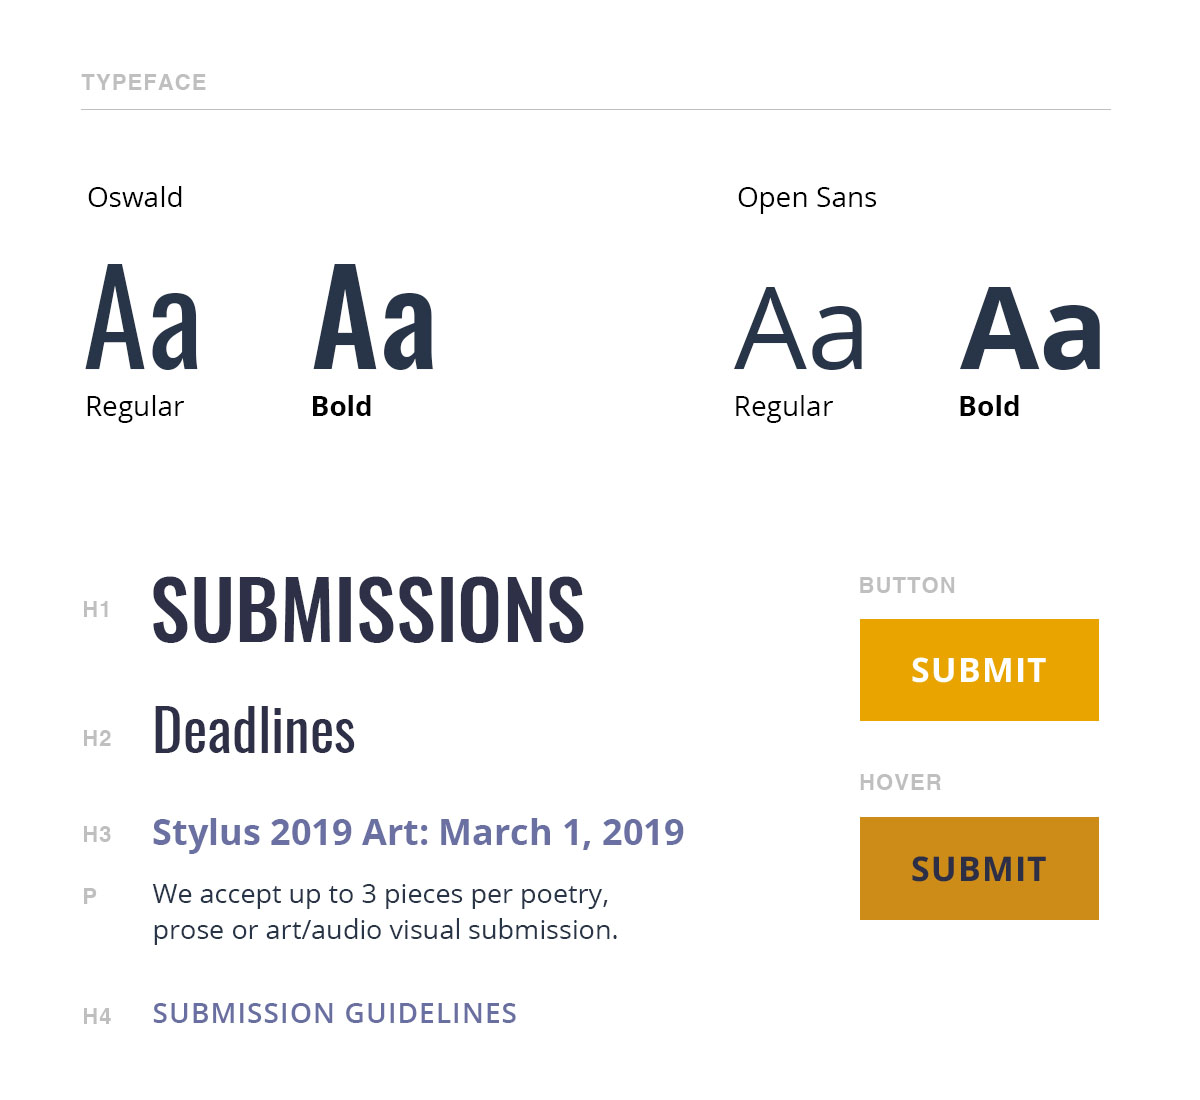 TYPEFACE
Oswald
Open Sans
Aa
Aa
Aa
Aa
Regular
Bold
Regular
Bold
H1
SUBMISSIONS
H2
Deadlines
H3
Stylus 2019 Art: March 1, 2019
P
We accept up to 3 pieces per poetry,
prose or art/audio visual submission.
H4
SUBMISSION GUIDELINES
BUTTON
SUBMIT
HOVER
SUBMIT